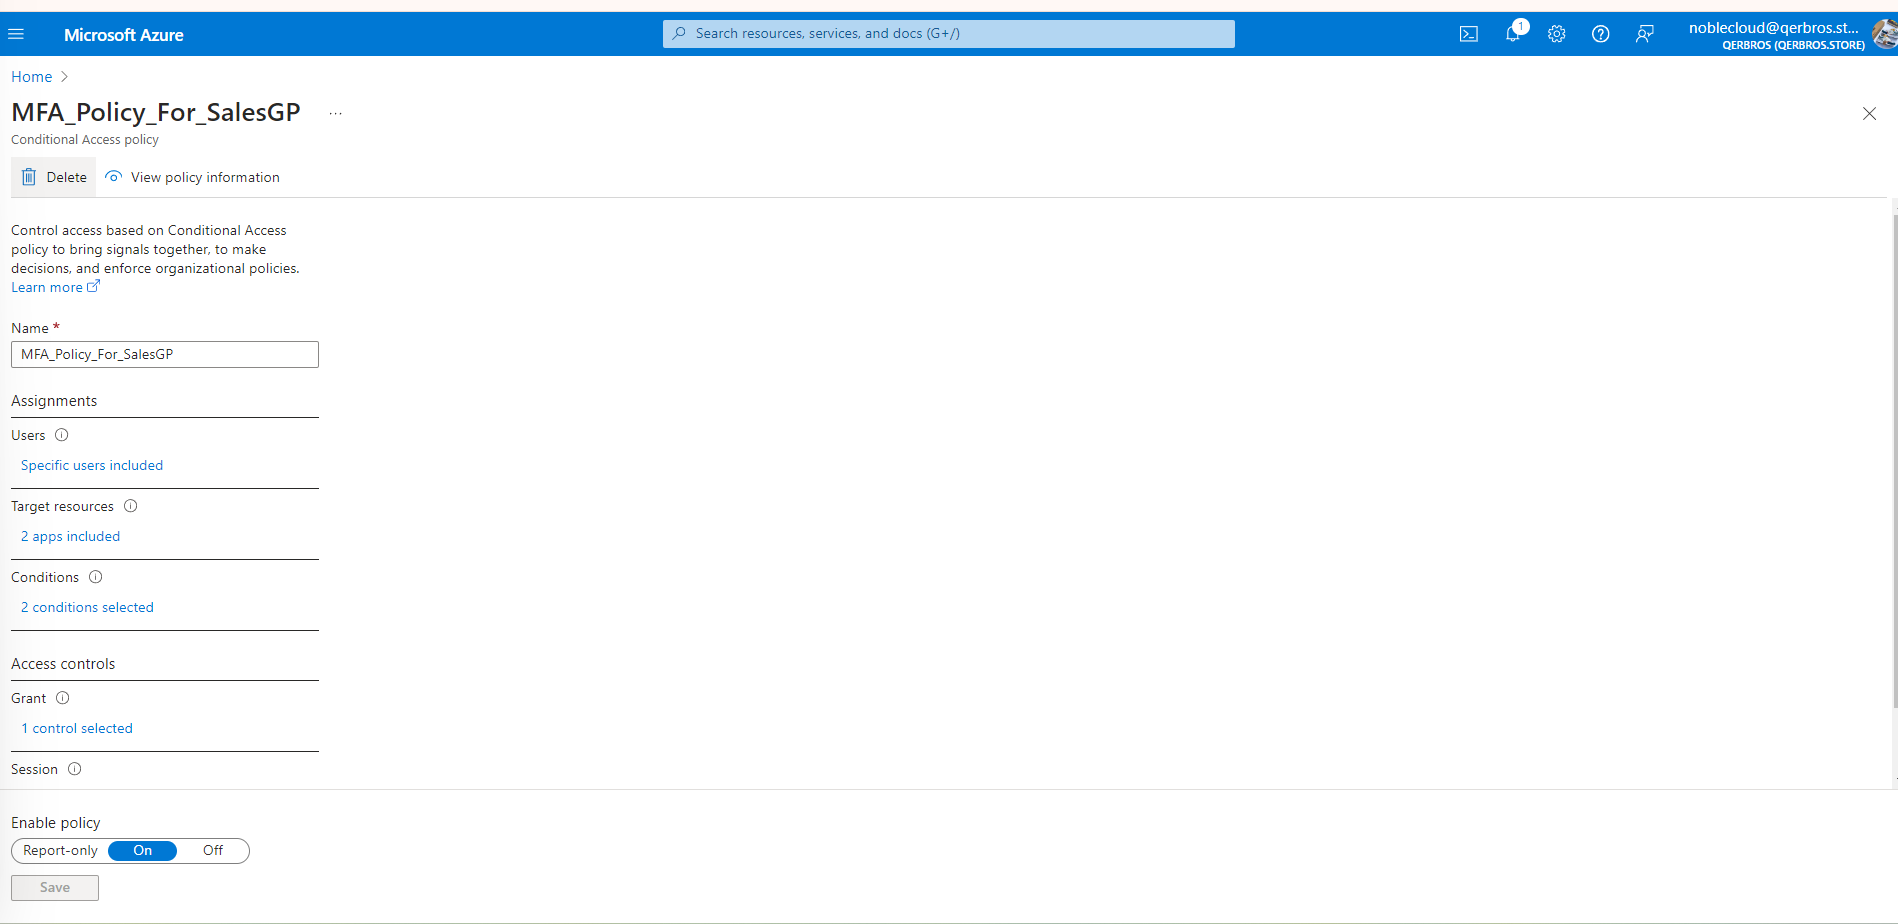 Microsoft Azure
Search resources, services, and docs (G+/)
1
noblecloud@qerbros.st...
QERBROS (QERBROS.STORE)
Home
MFA_Policy_For_SalesGP ...
Conditional Access policy
Delete
View policy information
Control access based on Conditional Access
policy to bring signals together, to make
decisions, and enforce organizational policies.
Learn more
Name *
MFA_Policy_For_SalesGP
Assignments
Users
Specific users included
Target resources
2 apps included
Conditions
2 conditions selected
Access controls
Grant
1 control selected
Session
Enable policy
Report-only On Off
Save